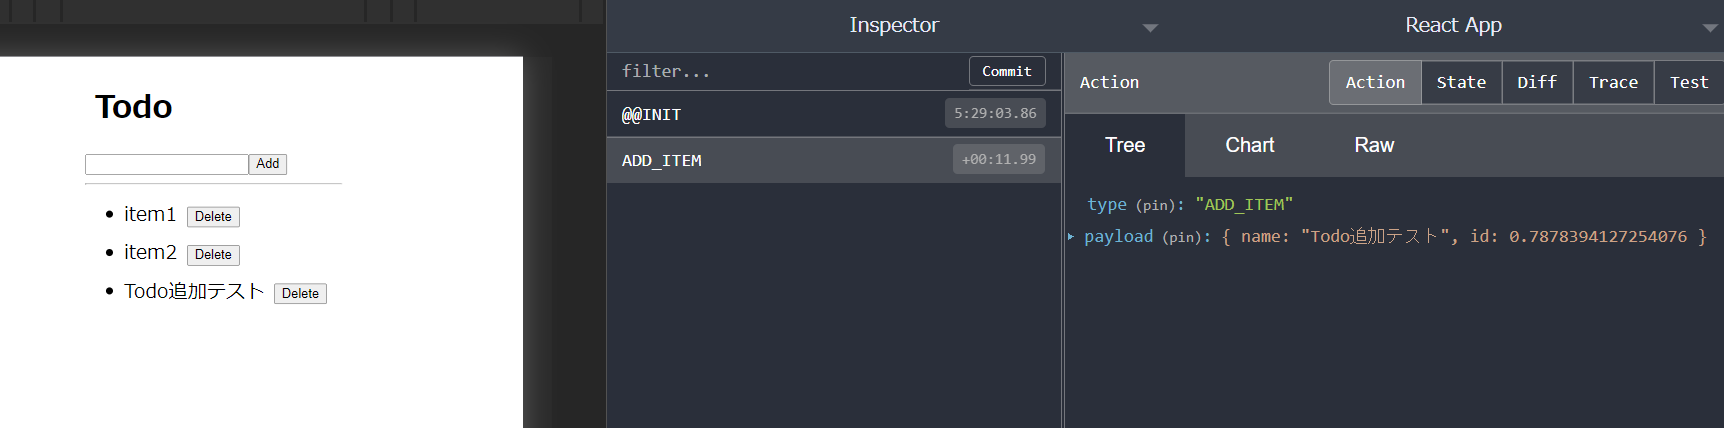 Todo
Add
item1 Delete
item2 Delete
Todo追加テスト Delete
Inspector
React App
filter...
Commit
@@INIT 5:29:03.86
ADD_ITEM +00:11.99
Action
Action State Diff Trace Test
Tree Chart Raw
type (pin): "ADD_ITEM"
payload (pin): { name: "Todo追加テスト", id: 0.7878394127254076 }